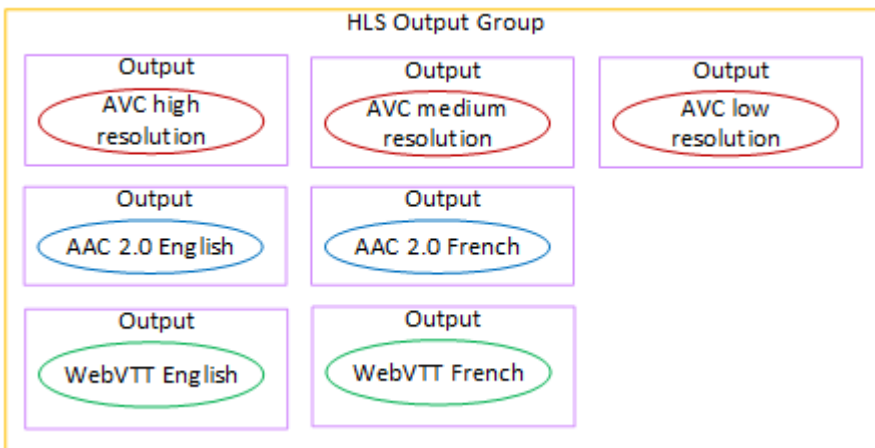 HLS Output Group
Output
AVC high
resolution
Output
AVC medium
resolution
Output
AVC low
resolution
Output
AAC 2.0 English
Output
AAC 2.0 French
Output
WebVTT English
Output
WebVTT French